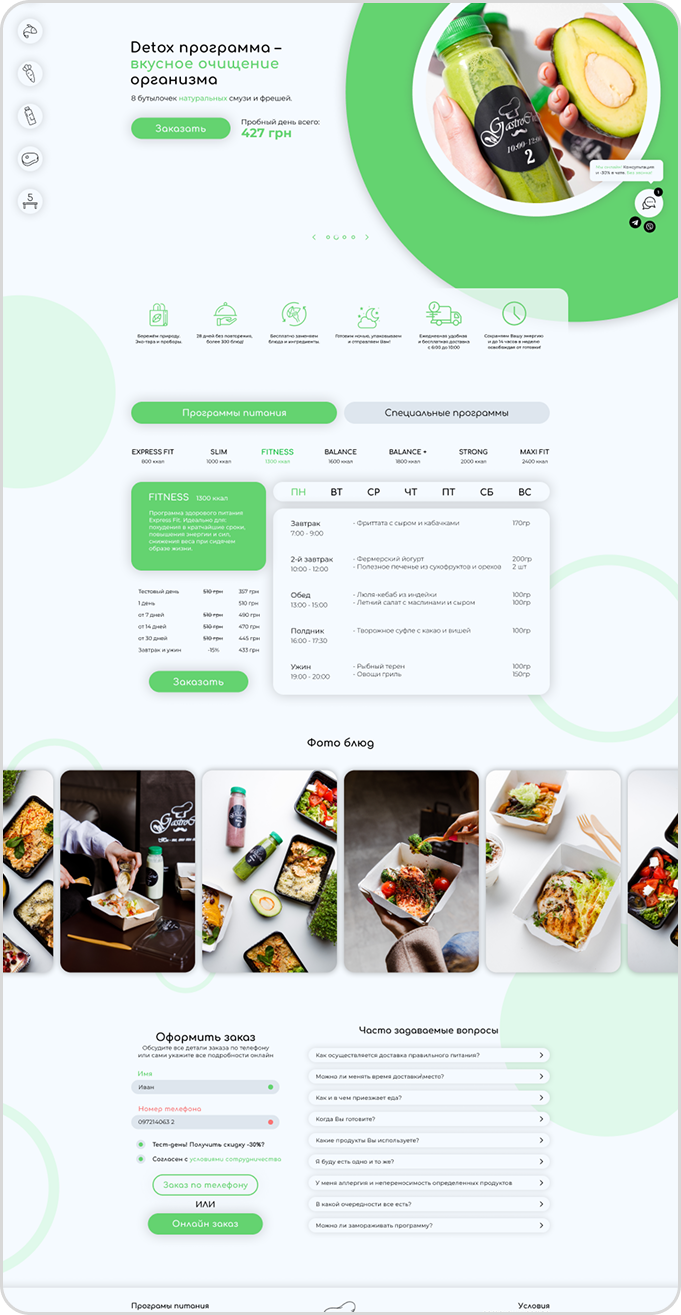 Detox программа –
вкусное очищение
организма
8 бутылочек натуральных смузи и фрешей.
Заказать
Пробный день всего:
427 грн
GastroChef
10:00-12:00
2
Консультация
и -30% в чате. Без звонка!
1
5
Бережём природу.
Эко-тара и приборы.
28 дней без повторения,
более 300 блюд!
Бесплатно заменяем
блюда и ингредиенты.
Готовим ночью, упаковываем
и отправляем Вам!
Ежедневная удобная
и бесплатная доставка
с 6:00 до 10:00
Сохраняем Вашу энергию
и до 14 часов в неделю
освобождая от готовки!
Программы питания
Специальные программы
EXPRESS FIT
SLIM
FITNESS
BALANCE
BALANCE +
STRONG
MAXI FIT
800 ккал
1000 ккал
1300 ккал
1600 ккал
1800 ккал
2000 ккал
2400 ккал
FITNESS 1300 ккал
Программа здорового питания
Express Fit. Идеально для:
похудения в кратчайшие сроки,
повышения энергии и сил,
снижения веса при сидячем
образе жизни.
ПН ВТ СР ЧТ ПТ СБ ВС
Завтрак
7:00 - 9:00
- Фриттата с сыром и кабачками 170гр
2-й завтрак
10:00 - 12:00
- Фермерский йогурт 200гр
- Полезное печенье из сухофруктов и орехов 2 шт
Обед
13:00 - 15:00
- Люля-кебаб из индейки 100гр
- Летний салат с маслинами и сыром 100гр
Полдник
16:00 - 17:30
- Творожное суфле с какао и вишей 100гр
Ужин
19:00 - 20:00
- Рыбный терен 100гр
- Овощи гриль 150гр
Тестовый день 510 грн 357 грн
1 день 510 грн
от 7 дней 510 грн 490 грн
от 14 дней 510 грн 470 грн
от 30 дней 510 грн 445 грн
Завтрак и ужин -15% 433 грн
Заказать
Фото блюд
Оформить заказ
Обсудите все детали заказа по телефону
или сами укажите все подробности онлайн
Имя
Иван
Номер телефона
097214063 2
Тест-день! Получить скидку -30%?
Согласен с условиями сотрудничества
Заказ по телефону
ИЛИ
Онлайн заказ
Часто задаваемые вопросы
Как осуществляется доставка правильного питания?
Можно ли менять время доставки\место?
Как и в чем приезжает еда?
Когда Вы готовите?
Какие продукты Вы используете?
Я буду есть одно и то же?
У меня аллергия и непереносимость определенных продуктов
В какой очередности все есть?
Можно ли замораживать программу?
Програмы питания
Условия